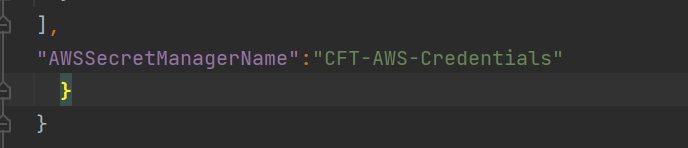 ],
"AWSSecretManagerName":"CFT-AWS-Credentials"
}
}